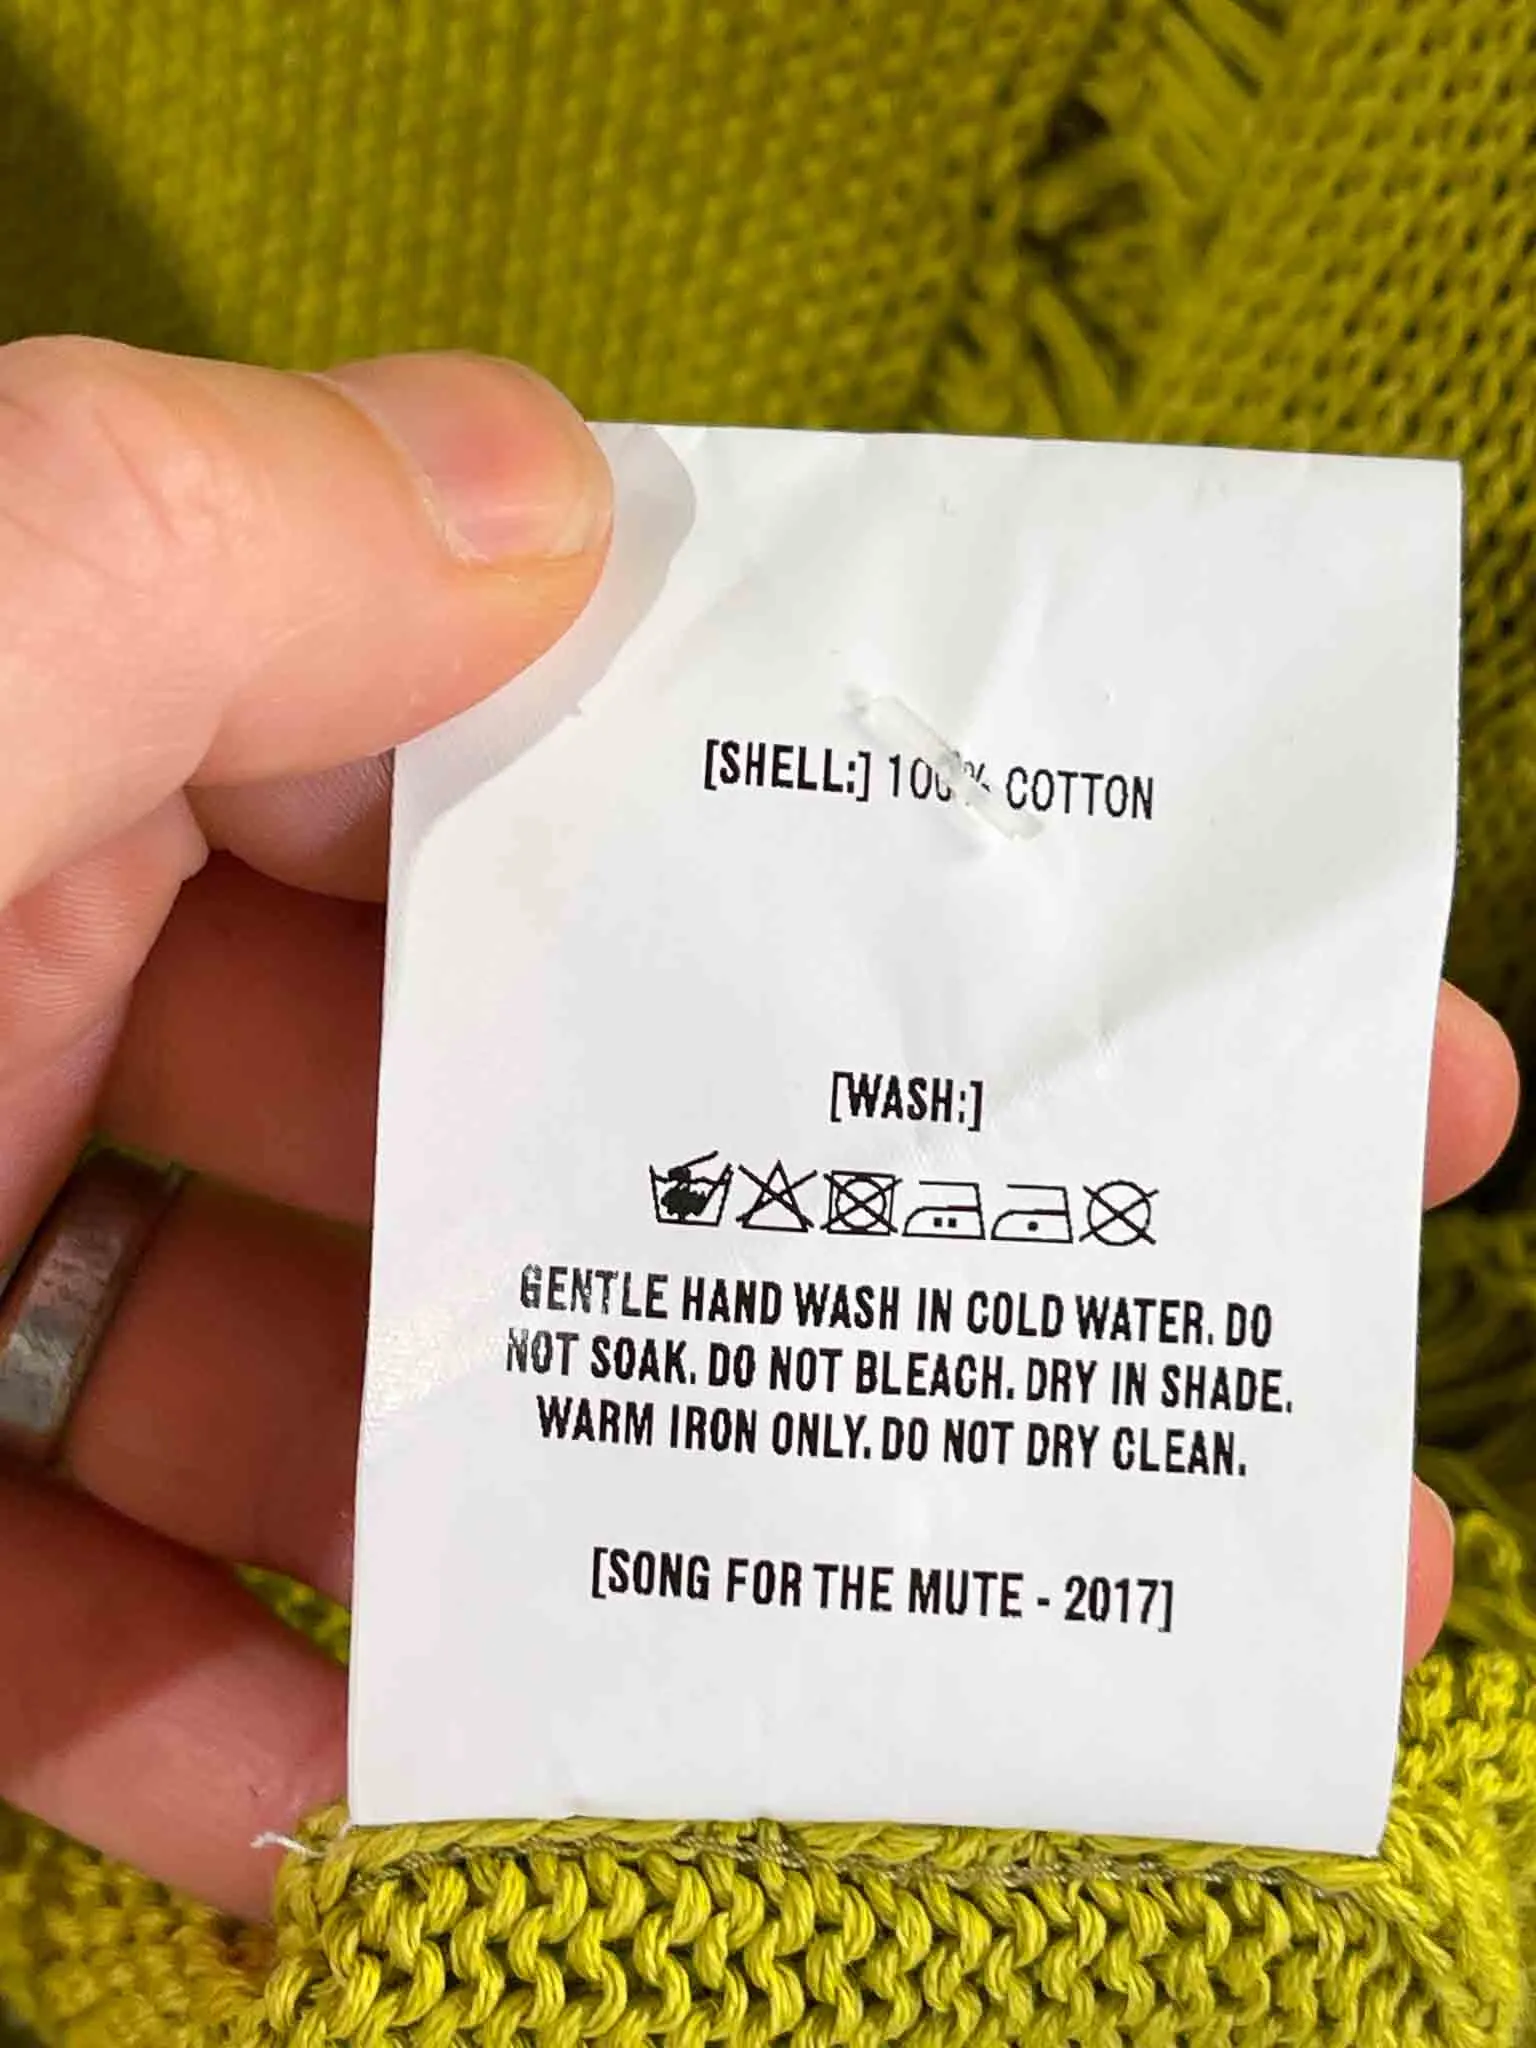 [SHELL:] 100% COTTON
[WASH:]
GENTLE HAND WASH IN COLD WATER. DO
NOT SOAK. DO NOT BLEACH. DRY IN SHADE.
WARM IRON ONLY. DO NOT DRY CLEAN.
[SONG FOR THE MUTE - 2017]